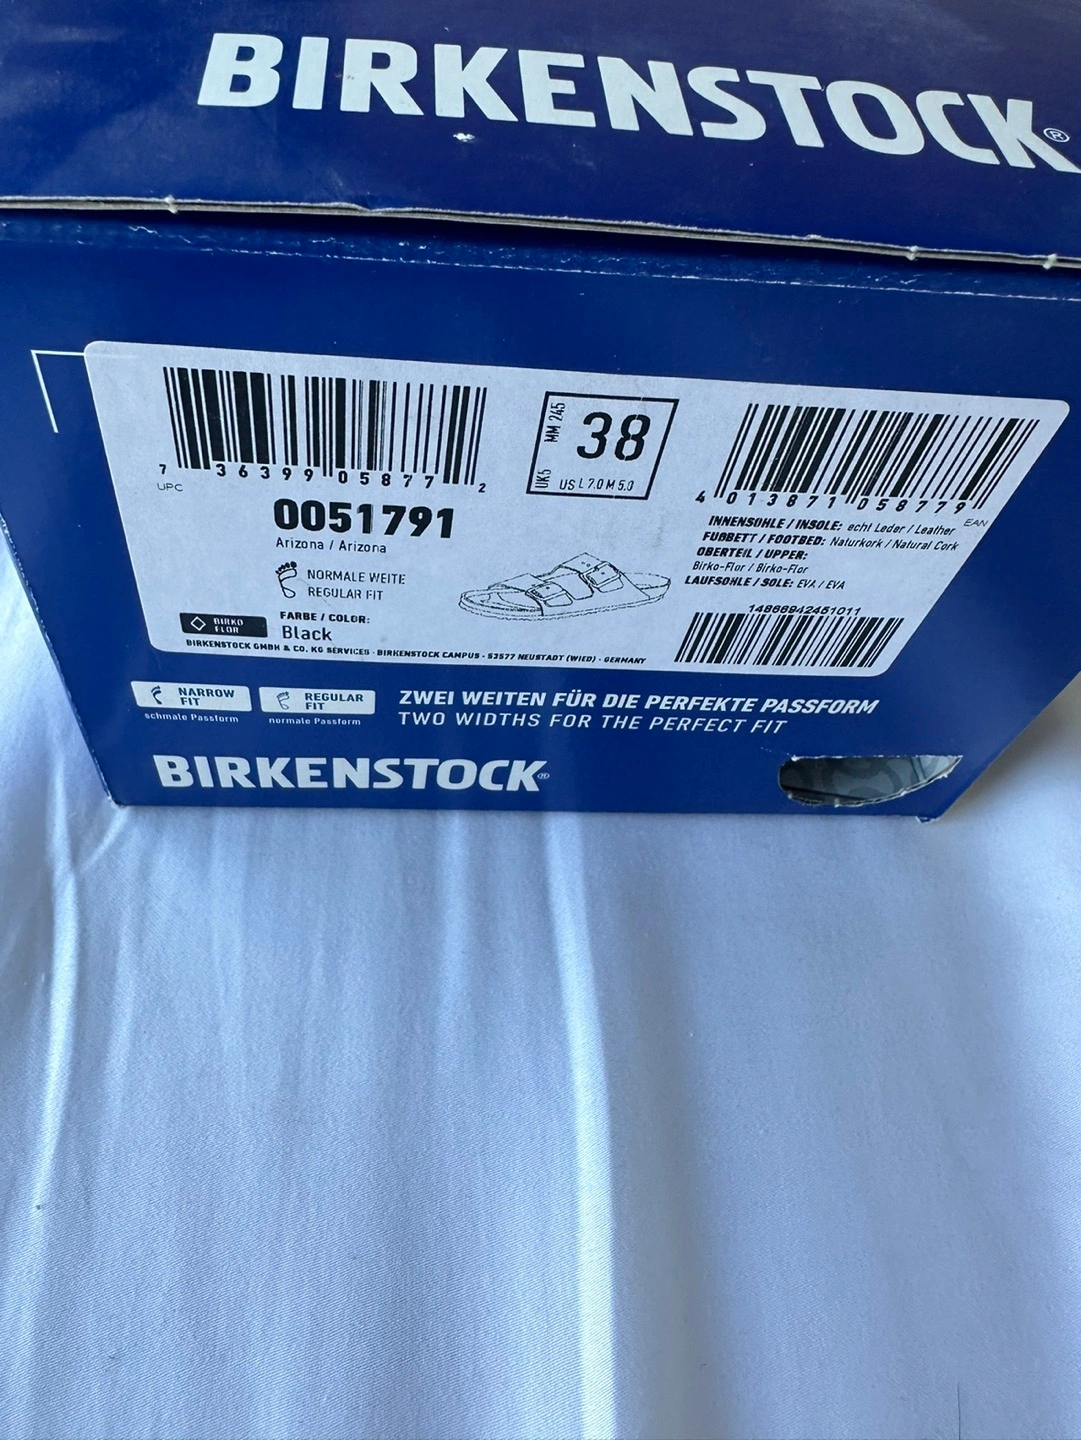 BIRKENSTOCK®
7 36399 05877 2
UPC
MM 245
38
UK5
US L 7.0 M 5.0
4 013871 058779
EAN
0051791
Arizona / Arizona
NORMALE WEITE
REGULAR FIT
BIRKO
FLOR
FARBE / COLOR:
Black
INNENSOHLE / INSOLE: echt Leder / Leather
FUßBETT / FOOTBED: Naturkork / Natural Cork
OBERTEIL / UPPER:
Birko-Flor / Birko-Flor
LAUFSOHLE / SOLE: EVA / EVA
14866942451011
BIRKENSTOCK GMBH & CO. KG SERVICES · BIRKENSTOCK CAMPUS · 53577 NEUSTADT (WIED) · GERMANY
NARROW
FIT
schmale Passform
REGULAR
FIT
normale Passform
ZWEI WEITEN FÜR DIE PERFEKTE PASSFORM
TWO WIDTHS FOR THE PERFECT FIT
BIRKENSTOCK®